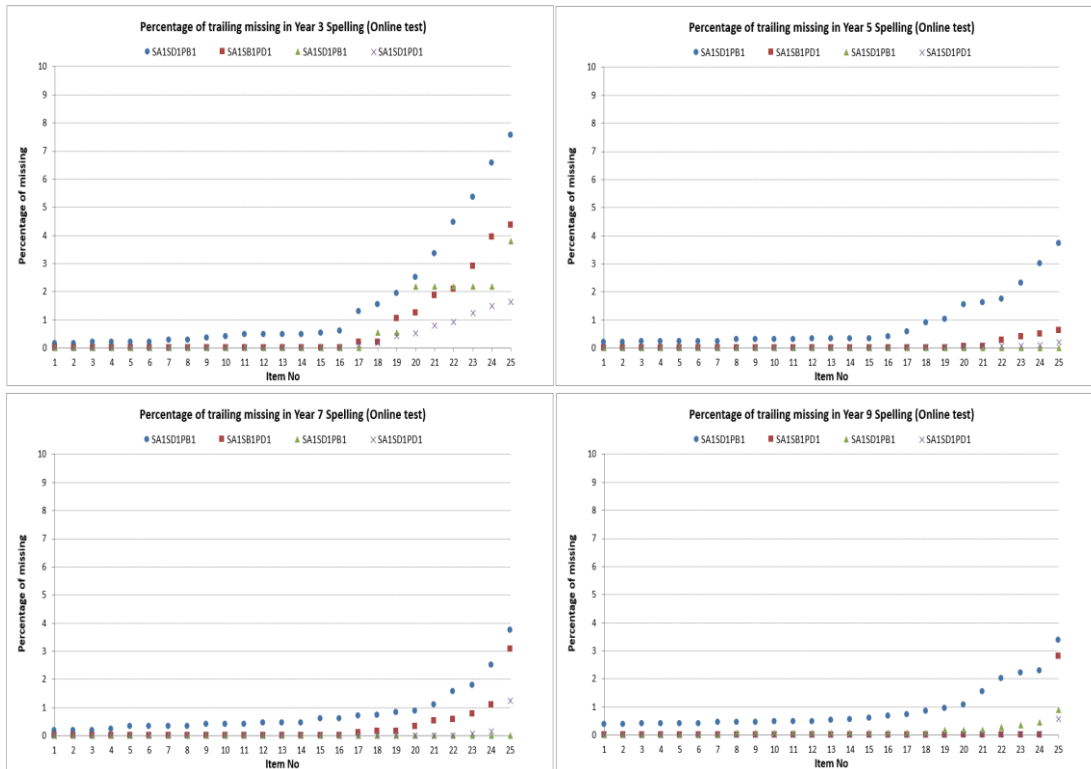 Percentage of trailing missing in Year 3 Spelling (Online test)
SA1SD1PB1 SA1SB1PD1 SA1SD1PB1 SA1SD1PD1
Percentage of missing
10
9
8
7
6
5
4
3
2
1
0
1 2 3 4 5 6 7 8 9 10 11 12 13 14 15 16 17 18 19 20 21 22 23 24 25
Item No
Percentage of trailing missing in Year 5 Spelling (Online test)
SA1SD1PB1 SA1SB1PD1 SA1SD1PB1 SA1SD1PD1
Percentage of missing
10
9
8
7
6
5
4
3
2
1
0
1 2 3 4 5 6 7 8 9 10 11 12 13 14 15 16 17 18 19 20 21 22 23 24 25
Item No
Percentage of trailing missing in Year 7 Spelling (Online test)
SA1SD1PB1 SA1SB1PD1 SA1SD1PB1 SA1SD1PD1
Percentage of missing
10
9
8
7
6
5
4
3
2
1
0
1 2 3 4 5 6 7 8 9 10 11 12 13 14 15 16 17 18 19 20 21 22 23 24 25
Item No
Percentage of trailing missing in Year 9 Spelling (Online test)
SA1SD1PB1 SA1SB1PD1 SA1SD1PB1 SA1SD1PD1
Percentage of missing
10
9
8
7
6
5
4
3
2
1
0
1 2 3 4 5 6 7 8 9 10 11 12 13 14 15 16 17 18 19 20 21 22 23 24 25
Item No